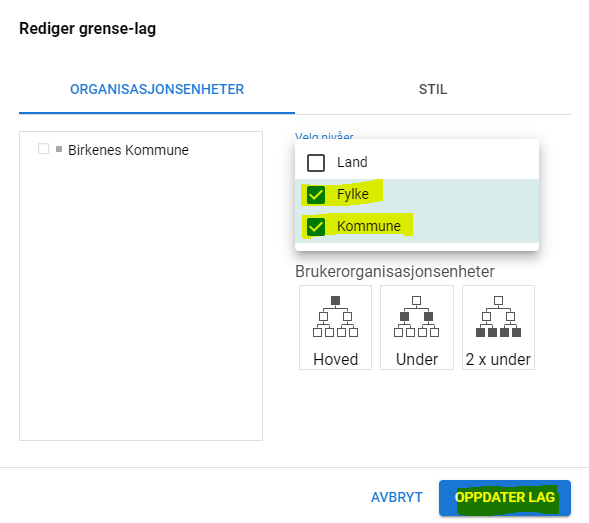 Rediger grense-lag
ORGANISASJONSENHETER
STIL
Birkenes Kommune
Velg nivåer
Land
Fylke
Kommune
Brukerorganisasjonsenheter
Hoved
Under
2 x under
AVBRYT
OPPDATER LAG